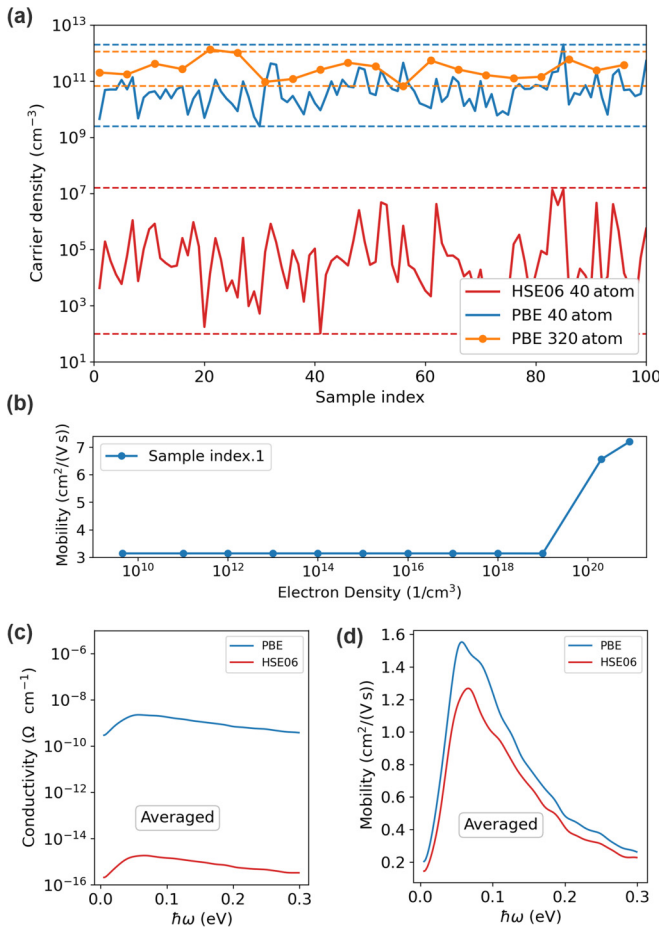 (a)
10^13
10^11
10^9
10^7
10^5
10^3
10^1
Carrier density (cm⁻³)
HSE06 40 atom
PBE 40 atom
PBE 320 atom
0 20 40 60 80 100
Sample index
(b)
7
6
5
4
3
Mobility (cm²/(V s))
Sample index.1
10^10 10^12 10^14 10^16 10^18 10^20
Electron Density (1/cm³)
(c)
10^−6
10^−8
10^−10
10^−12
10^−14
10^−16
Conductivity (Ω cm⁻¹)
PBE
HSE06
Averaged
0.0 0.1 0.2 0.3
ħω (eV)
(d)
1.6
1.4
1.2
1.0
0.8
0.6
0.4
0.2
Mobility (cm²/(V s))
PBE
HSE06
Averaged
0.0 0.1 0.2 0.3
ħω (eV)